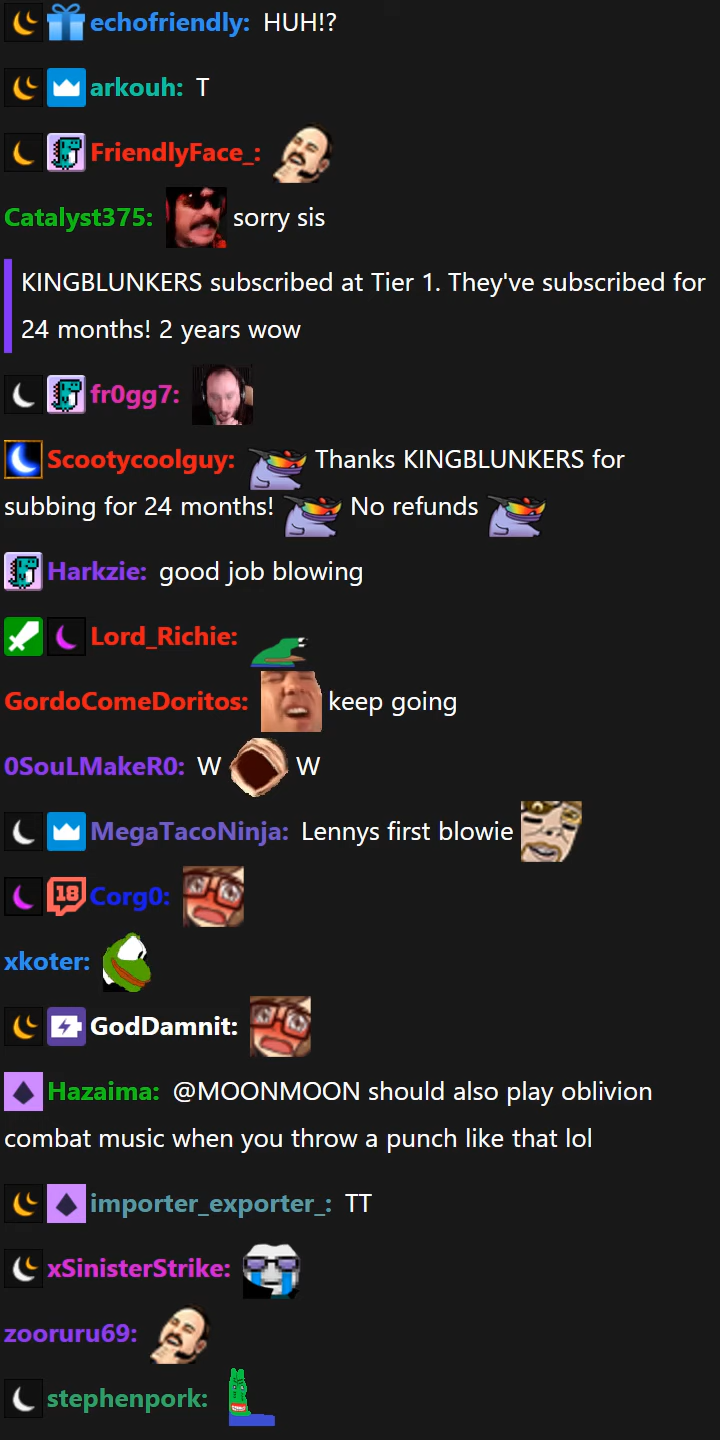 echofriendly: HUH!?
arkouh: T
FriendlyFace_:
Catalyst375: sorry sis
KINGBLUNKERS subscribed at Tier 1. They've subscribed for
24 months! 2 years wow
fr0gg7:
Scootycoolguy: Thanks KINGBLUNKERS for
subbing for 24 months! No refunds
Harkzie: good job blowing
Lord_Richie:
GordoComeDoritos: keep going
0SouLMakeR0: W W
MegaTacoNinja: Lennys first blowie
18 Corg0:
xkoter:
GodDamnit:
Hazaima: @MOONMOON should also play oblivion
combat music when you throw a punch like that lol
importer_exporter_: TT
xSinisterStrike:
zooruru69:
stephenpork: